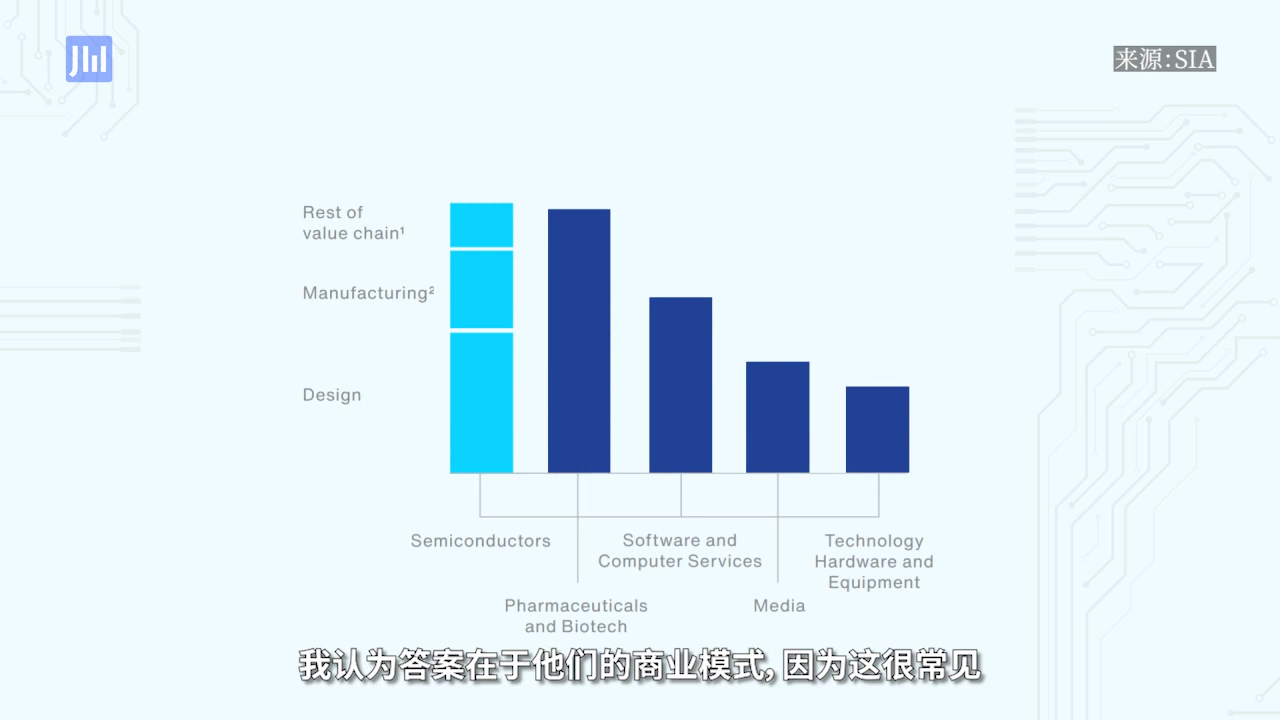 来源:SIA
Rest of
value chain¹
Manufacturing²
Design
Semiconductors
Software and
Computer Services
Technology
Hardware and
Equipment
Pharmaceuticals
and Biotech
Media
我认为答案在于他们的商业模式, 因为这很常见